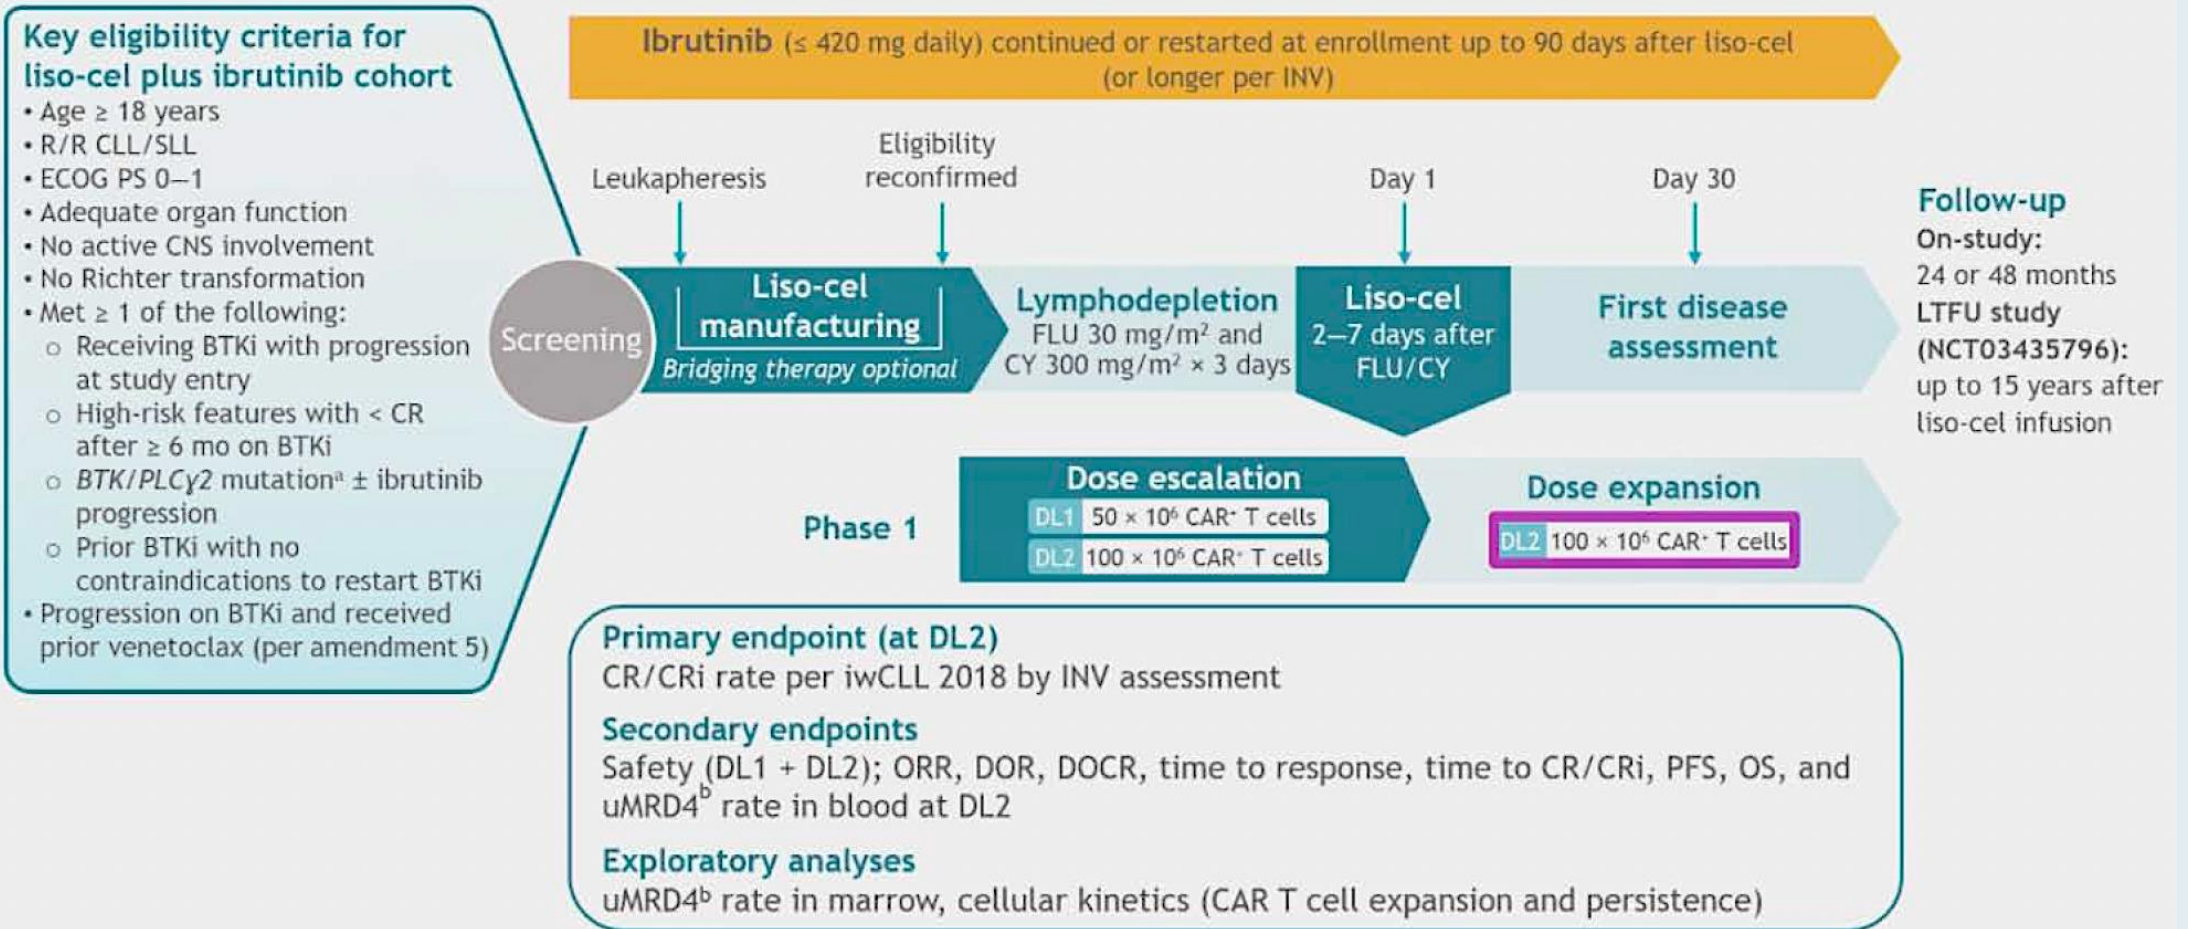 Key eligibility criteria for
liso-cel plus ibrutinib cohort
• Age ≥ 18 years
• R/R CLL/SLL
• ECOG PS 0–1
• Adequate organ function
• No active CNS involvement
• No Richter transformation
• Met ≥ 1 of the following:
o Receiving BTKi with progression
at study entry
o High-risk features with < CR
after ≥ 6 mo on BTKi
o BTK/PLCγ2 mutationᵃ ± ibrutinib
progression
o Prior BTKi with no
contraindications to restart BTKi
• Progression on BTKi and received
prior venetoclax (per amendment 5)
Ibrutinib (≤ 420 mg daily) continued or restarted at enrollment up to 90 days after liso-cel
(or longer per INV)
Leukapheresis
Eligibility
reconfirmed
Day 1
Day 30
Screening
Liso-cel
manufacturing
Bridging therapy optional
Lymphodepletion
FLU 30 mg/m² and
CY 300 mg/m² × 3 days
Liso-cel
2–7 days after
FLU/CY
First disease
assessment
Follow-up
On-study:
24 or 48 months
LTFU study
(NCT03435796):
up to 15 years after
liso-cel infusion
Phase 1
Dose escalation
DL1 50 × 10⁶ CAR⁺ T cells
DL2 100 × 10⁶ CAR⁺ T cells
Dose expansion
DL2 100 × 10⁶ CAR⁺ T cells
Primary endpoint (at DL2)
CR/CRi rate per iwCLL 2018 by INV assessment
Secondary endpoints
Safety (DL1 + DL2); ORR, DOR, DOCR, time to response, time to CR/CRi, PFS, OS, and
uMRD4ᵇ rate in blood at DL2
Exploratory analyses
uMRD4ᵇ rate in marrow, cellular kinetics (CAR T cell expansion and persistence)